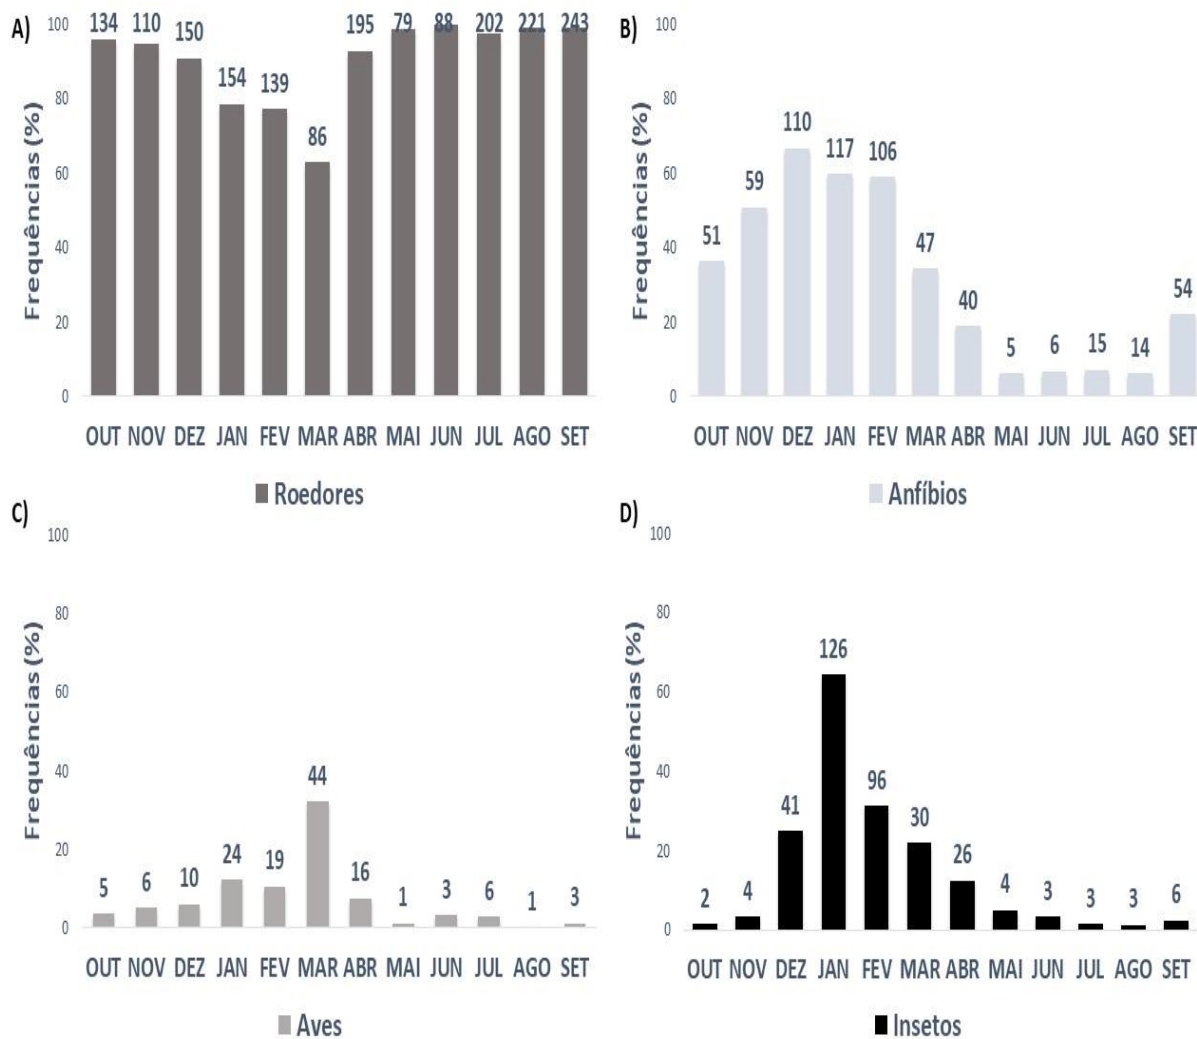 A)
Frequências (%)
100
80
60
40
20
0
134 110 150 154 139 86 195 79 88 202 221 243
OUT NOV DEZ JAN FEV MAR ABR MAI JUN JUL AGO SET
Roedores
B)
Frequências (%)
100
80
60
40
20
0
51 59 110 117 106 47 40 5 6 15 14 54
OUT NOV DEZ JAN FEV MAR ABR MAI JUN JUL AGO SET
Anfíbios
C)
Frequências (%)
100
80
60
40
20
0
5 6 10 24 19 44 16 1 3 6 1 3
OUT NOV DEZ JAN FEV MAR ABR MAI JUN JUL AGO SET
Aves
D)
Frequências (%)
100
80
60
40
20
0
2 4 41 126 96 30 26 4 3 3 3 6
OUT NOV DEZ JAN FEV MAR ABR MAI JUN JUL AGO SET
Insetos